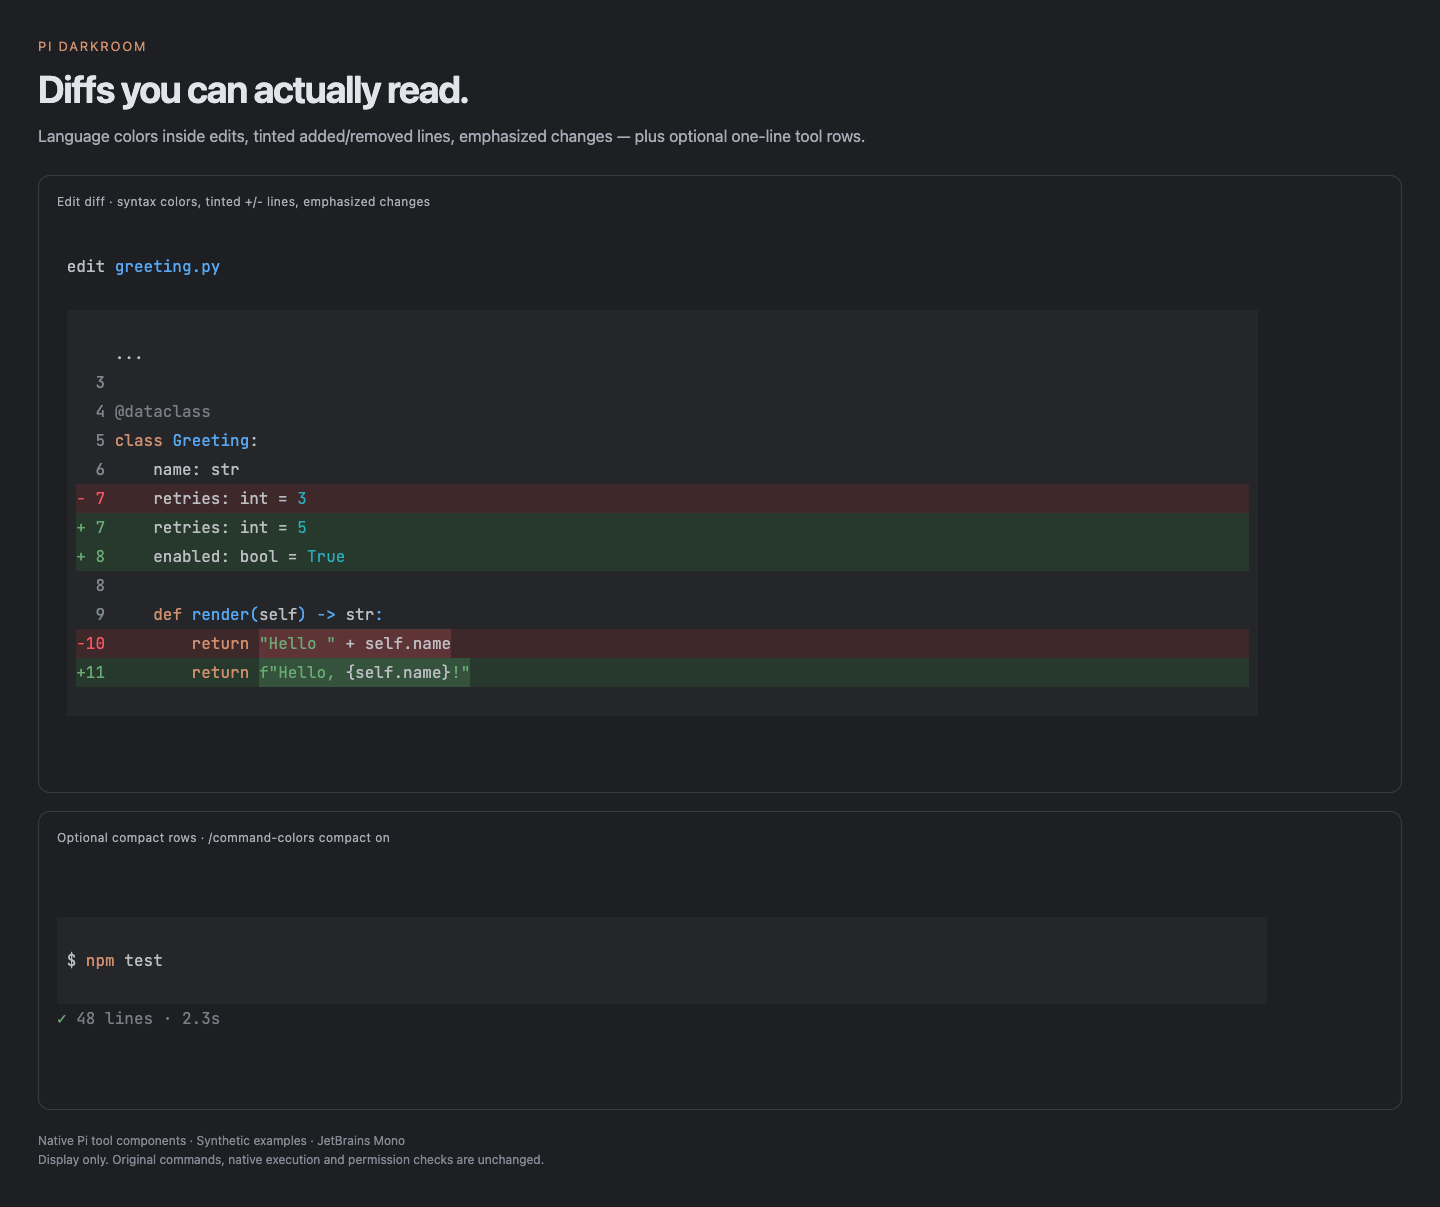 PI DARKROOM
Diffs you can actually read.
Language colors inside edits, tinted added/removed lines, emphasized changes — plus optional one-line tool rows.
Edit diff · syntax colors, tinted +/- lines, emphasized changes
edit greeting.py
...
3
4 @dataclass
5 class Greeting:
6     name: str
- 7     retries: int = 3
+ 7     retries: int = 5
+ 8     enabled: bool = True
8
9     def render(self) -> str:
-10         return "Hello " + self.name
+11         return f"Hello, {self.name}!"
Optional compact rows · /command-colors compact on
$ npm test
✓ 48 lines · 2.3s
Native Pi tool components · Synthetic examples · JetBrains Mono
Display only. Original commands, native execution and permission checks are unchanged.